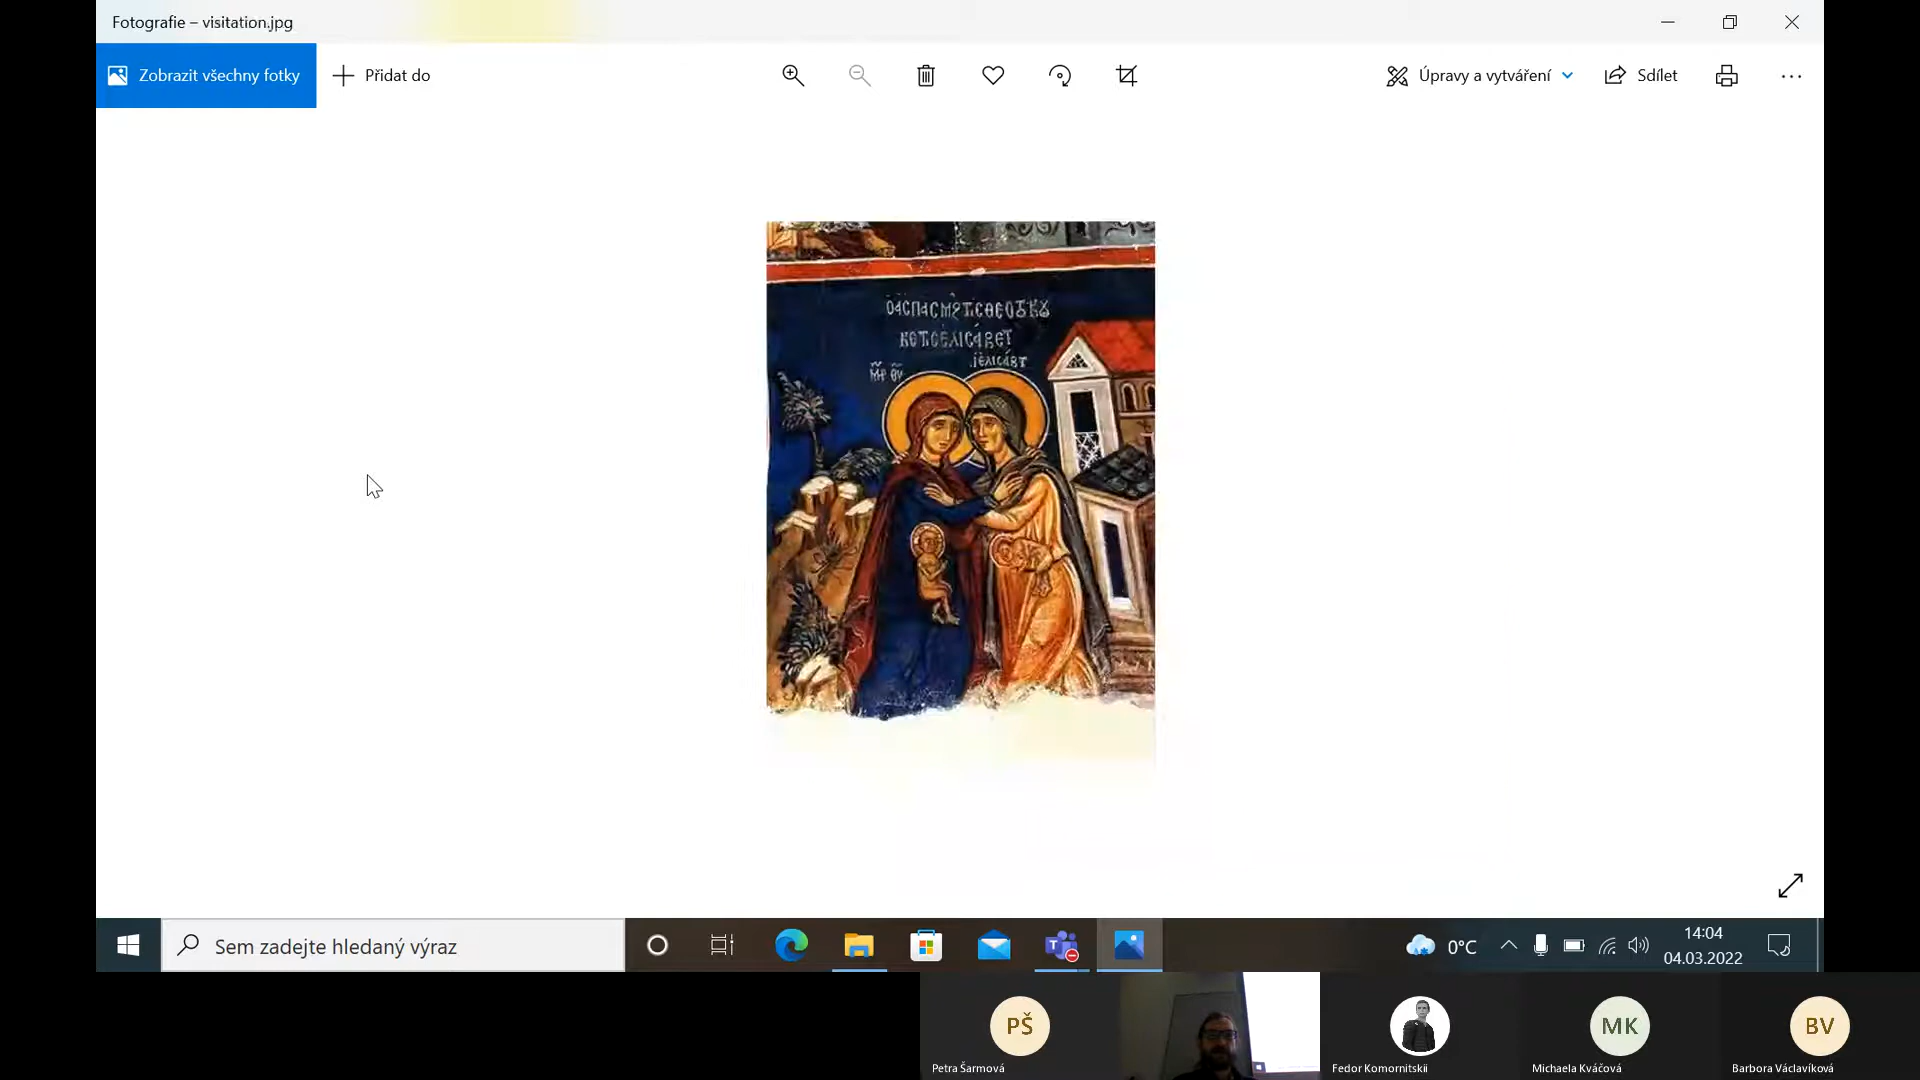 Fotografie – visitation.jpg
Zobrazit všechny fotky
Přidat do
Úpravy a vytváření
Sdílet
Sem zadejte hledaný výraz
0°C
14:04
04.03.2022
PŠ
MK
BV
Petra Šarmová
Fedor Komornitskii
Michaela Kváčová
Barbora Václavíková